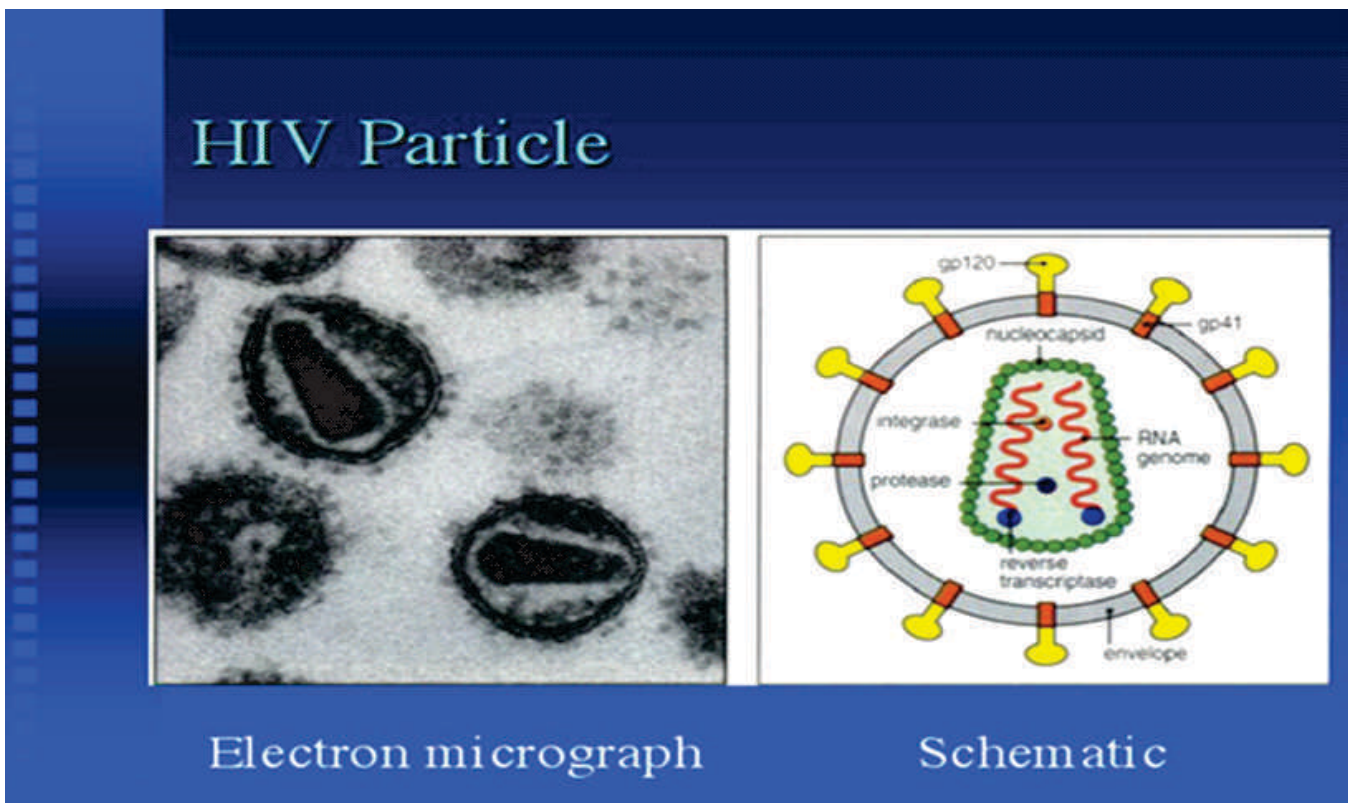 HIV Particle
gp120
gp41
nucleocapsid
integrase
RNA
genome
protease
reverse
transcriptase
envelope
Electron micrograph
Schematic